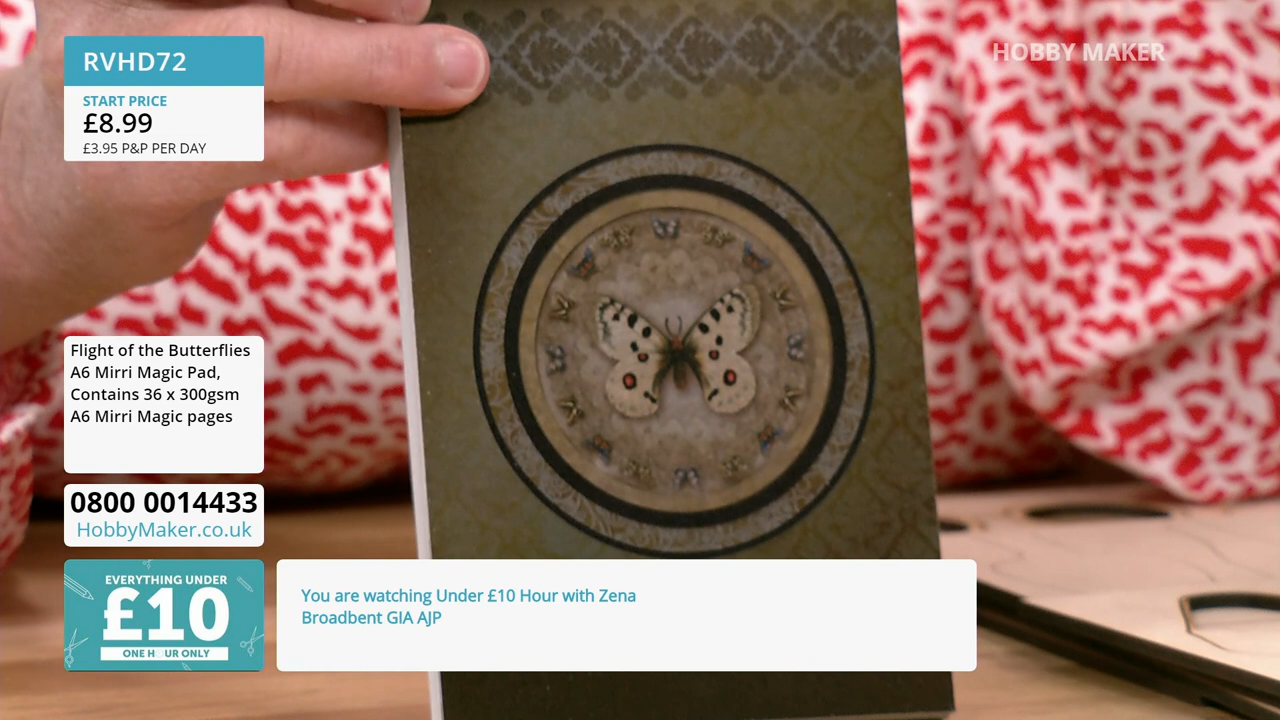 RVHD72
START PRICE
£8.99
£3.95 P&P PER DAY
HOBBY MAKER
Flight of the Butterflies
A6 Mirri Magic Pad,
Contains 36 x 300gsm
A6 Mirri Magic pages
0800 0014433
HobbyMaker.co.uk
EVERYTHING UNDER
£10
ONE HOUR ONLY
You are watching Under £10 Hour with Zena
Broadbent GIA AJP